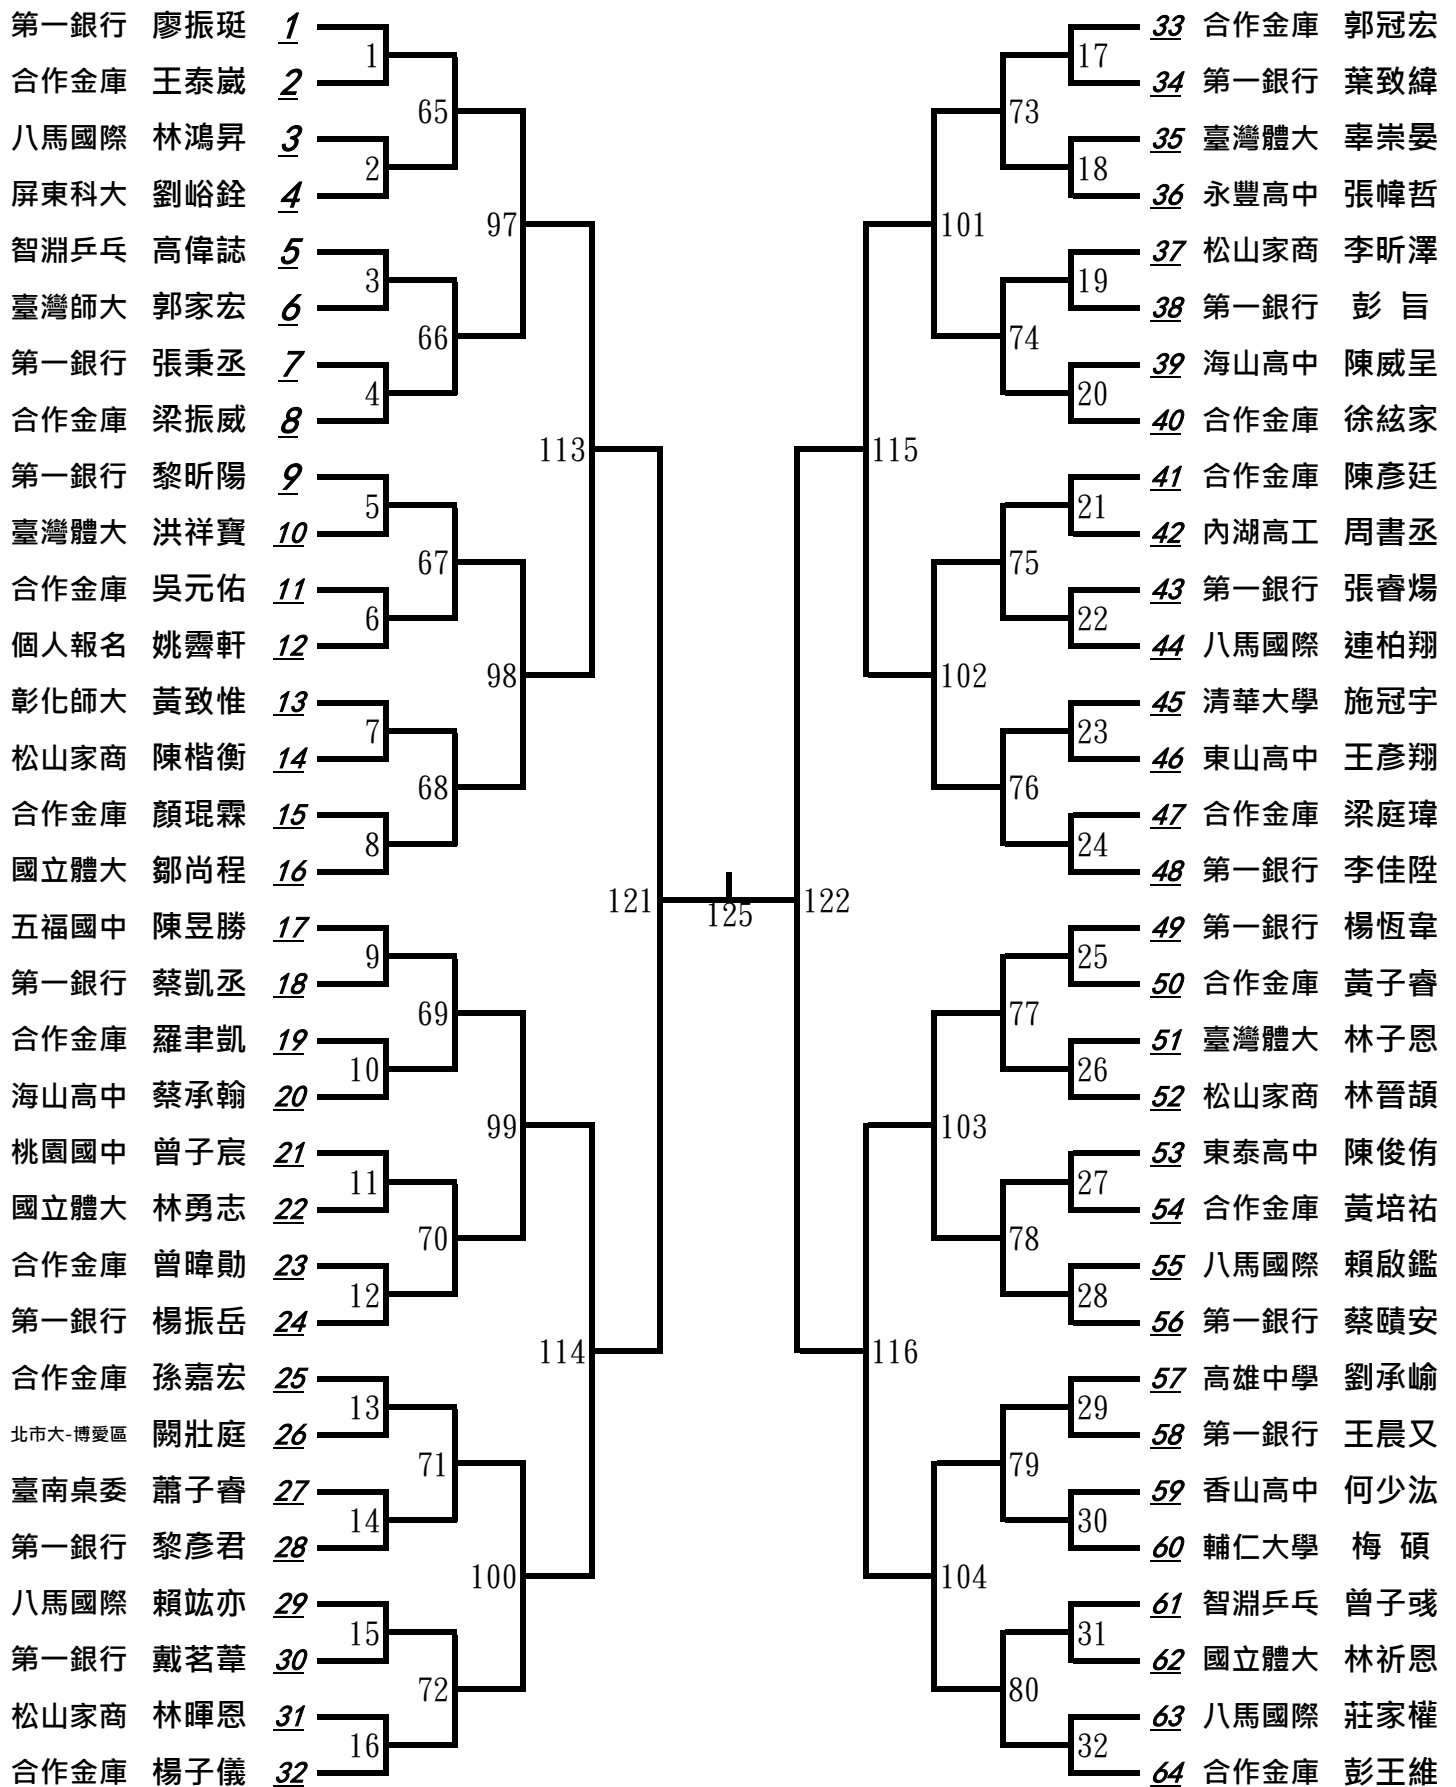 第一銀行 廖振珽 1
合作金庫 王泰崴 2
八馬國際 林鴻昇 3
屏東科大 劉峪銓 4
智淵乒乓 高偉誌 5
臺灣師大 郭家宏 6
第一銀行 張秉丞 7
合作金庫 梁振威 8
第一銀行 黎昕陽 9
臺灣體大 洪祥寶 10
合作金庫 吳元佑 11
個人報名 姚霽軒 12
彰化師大 黃致惟 13
松山家商 陳楷衡 14
合作金庫 顏琨霖 15
國立體大 鄒尚程 16
五福國中 陳昱勝 17
第一銀行 蔡凱丞 18
合作金庫 羅聿凱 19
海山高中 蔡承翰 20
桃園國中 曾子宸 21
國立體大 林勇志 22
合作金庫 曾暐勛 23
第一銀行 楊振岳 24
合作金庫 孫嘉宏 25
北市大-博愛區 闕壯庭 26
臺南桌委 蕭子睿 27
第一銀行 黎彥君 28
八馬國際 賴竑亦 29
第一銀行 戴茗葦 30
松山家商 林暉恩 31
合作金庫 楊子儀 32
1
2
3
4
5
6
7
8
9
10
11
12
13
14
15
16
65
66
67
68
69
70
71
72
97
98
99
100
113
114
121
125
122
115
116
101
102
103
104
73
74
75
76
77
78
79
80
17
18
19
20
21
22
23
24
25
26
27
28
29
30
31
32
33 合作金庫 郭冠宏
34 第一銀行 葉致緯
35 臺灣體大 辜崇晏
36 永豐高中 張幃哲
37 松山家商 李昕澤
38 第一銀行 彭 旨
39 海山高中 陳威呈
40 合作金庫 徐絃家
41 合作金庫 陳彥廷
42 內湖高工 周書丞
43 第一銀行 張睿煬
44 八馬國際 連柏翔
45 清華大學 施冠宇
46 東山高中 王彥翔
47 合作金庫 梁庭瑋
48 第一銀行 李佳陞
49 第一銀行 楊恆韋
50 合作金庫 黃子睿
51 臺灣體大 林子恩
52 松山家商 林晉頡
53 東泰高中 陳俊侑
54 合作金庫 黃培祐
55 八馬國際 賴啟鑑
56 第一銀行 蔡賾安
57 高雄中學 劉承崳
58 第一銀行 王晨又
59 香山高中 何少汯
60 輔仁大學 梅 碩
61 智淵乒乓 曾子彧
62 國立體大 林祈恩
63 八馬國際 莊家權
64 合作金庫 彭王維